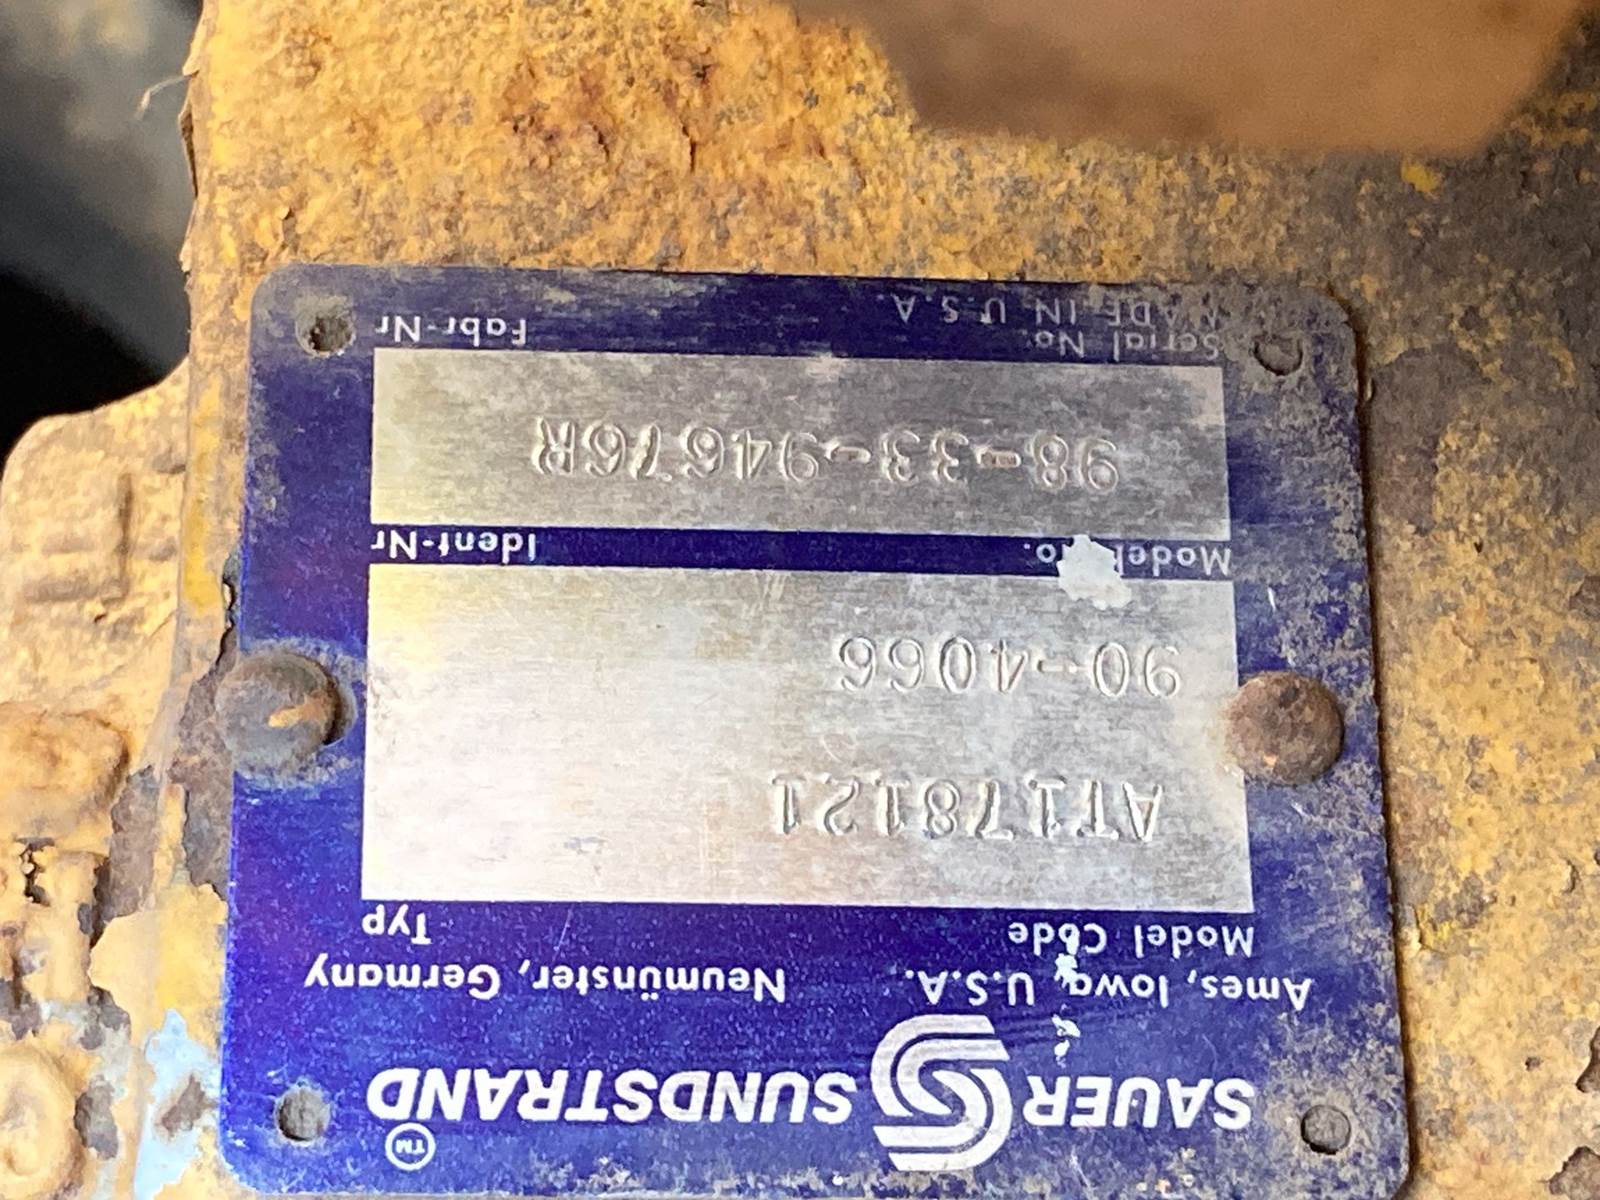 SAUER SUNDSTRAND TM
Ames, Iowa, U.S.A. Neumünster, Germany
Model Code Typ
AT178121
90-4066
Model No. Ident-Nr
98-33-94676R
Serial No. Fabr-Nr
MADE IN U.S.A.